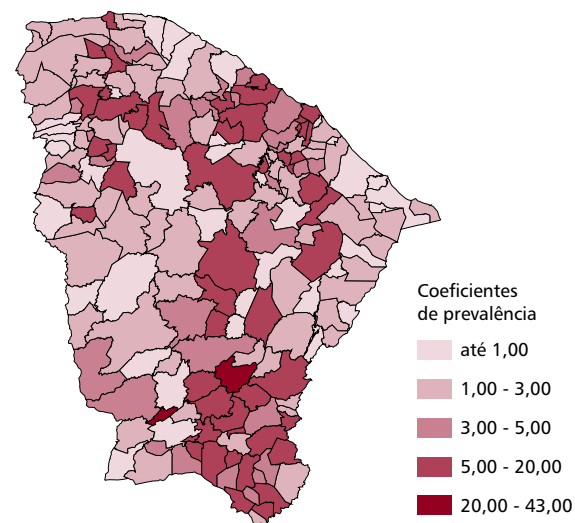 Coeficientes
de prevalência
até 1,00
1,00 - 3,00
3,00 - 5,00
5,00 - 20,00
20,00 - 43,00